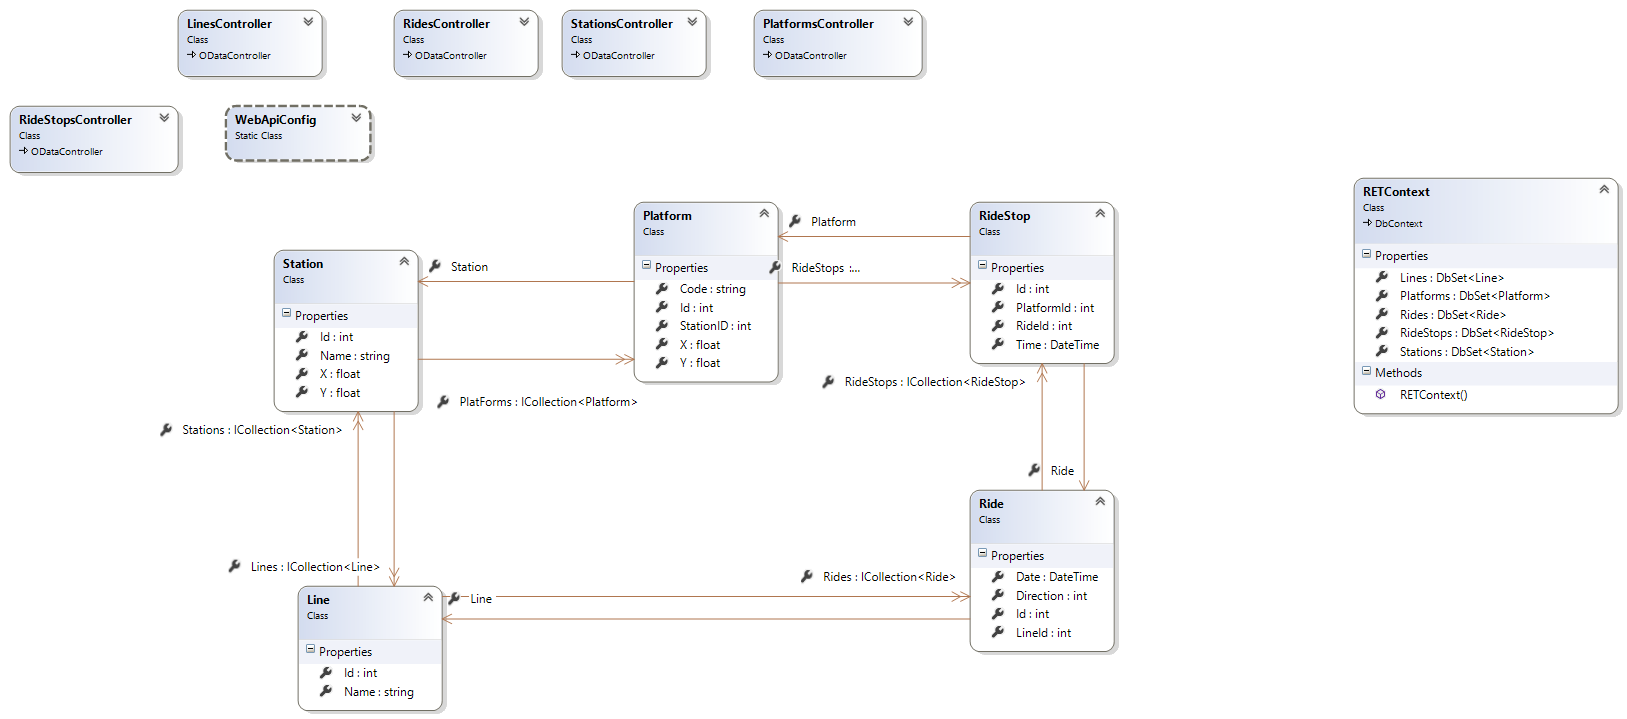 LinesController
Class
ODataController
RidesController
Class
ODataController
StationsController
Class
ODataController
PlatformsController
Class
ODataController
RideStopsController
Class
ODataController
WebApiConfig
Static Class
RETContext
Class
DbContext
Properties
Lines : DbSet<Line>
Platforms : DbSet<Platform>
Rides : DbSet<Ride>
RideStops : DbSet<RideStop>
Stations : DbSet<Station>
Methods
RETContext()
Platform
Class
Properties
Code : string
Id : int
StationID : int
X : float
Y : float
Platform
RideStops :...
RideStop
Class
Properties
Id : int
PlatformId : int
RideId : int
Time : DateTime
Station
Station
Class
Properties
Id : int
Name : string
X : float
Y : float
PlatForms : ICollection<Platform>
RideStops : ICollection<RideStop>
Stations : ICollection<Station>
Ride
Ride
Class
Properties
Date : DateTime
Direction : int
Id : int
LineId : int
Lines : ICollection<Line>
Rides : ICollection<Ride>
Line
Line
Class
Properties
Id : int
Name : string